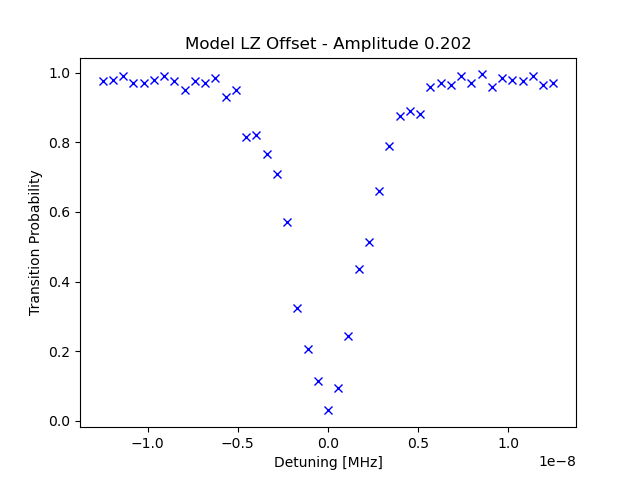 Model LZ Offset - Amplitude 0.202
Transition Probability
1.0
0.8
0.6
0.4
0.2
0.0
−1.0 −0.5 0.0 0.5 1.0
1e−8
Detuning [MHz]